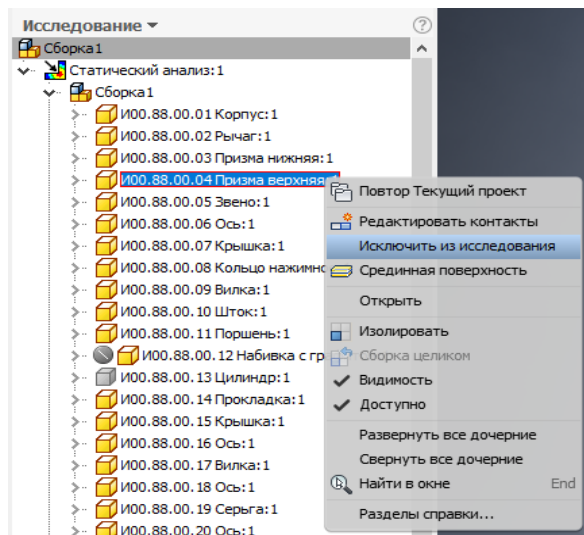 Исследование
?
Сборка1
Статический анализ:1
Сборка1
И00.88.00.01 Корпус:1
И00.88.00.02 Рычаг:1
И00.88.00.03 Призма нижняя:1
И00.88.00.04 Призма верхняя:1
И00.88.00.05 Звено:1
И00.88.00.06 Ось:1
И00.88.00.07 Крышка:1
И00.88.00.08 Кольцо нажимно
И00.88.00.09 Вилка:1
И00.88.00.10 Шток:1
И00.88.00.11 Поршень:1
И00.88.00.12 Набивка с гр
И00.88.00.13 Цилиндр:1
И00.88.00.14 Прокладка:1
И00.88.00.15 Крышка:1
И00.88.00.16 Ось:1
И00.88.00.17 Вилка:1
И00.88.00.18 Ось:1
И00.88.00.19 Серьга:1
И00.88.00.20 Ось:1
Повтор Текущий проект
Редактировать контакты
Исключить из исследования
Срединная поверхность
Открыть
Изолировать
Сборка целиком
Видимость
Доступно
Развернуть все дочерние
Свернуть все дочерние
Найти в окне End
Разделы справки...